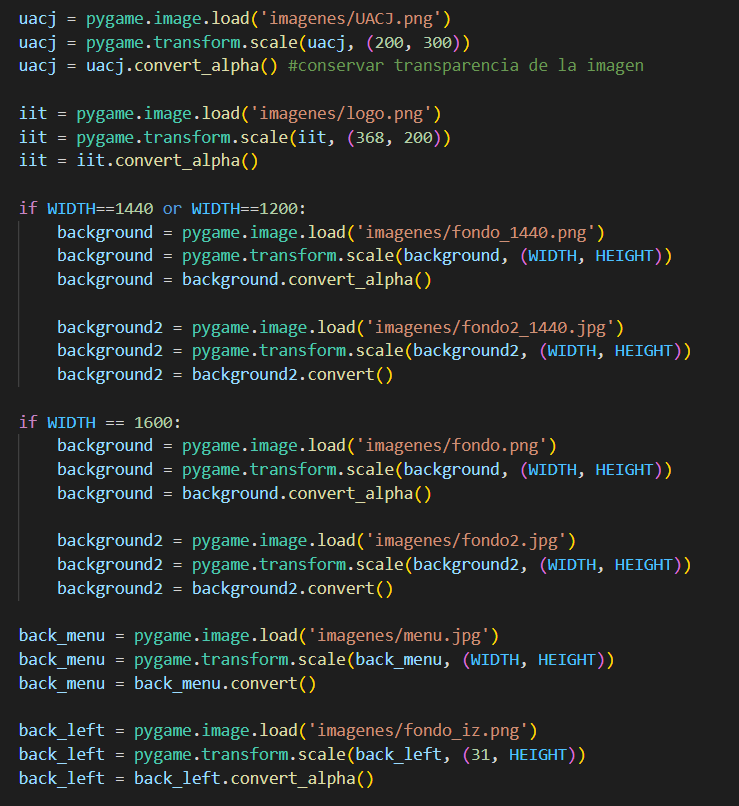 uacj = pygame.image.load('imagenes/UACJ.png')
uacj = pygame.transform.scale(uacj, (200, 300))
uacj = uacj.convert_alpha() #conservar transparencia de la imagen

iit = pygame.image.load('imagenes/logo.png')
iit = pygame.transform.scale(iit, (368, 200))
iit = iit.convert_alpha()

if WIDTH==1440 or WIDTH==1200:
    background = pygame.image.load('imagenes/fondo_1440.png')
    background = pygame.transform.scale(background, (WIDTH, HEIGHT))
    background = background.convert_alpha()

    background2 = pygame.image.load('imagenes/fondo2_1440.jpg')
    background2 = pygame.transform.scale(background2, (WIDTH, HEIGHT))
    background2 = background2.convert()

if WIDTH == 1600:
    background = pygame.image.load('imagenes/fondo.png')
    background = pygame.transform.scale(background, (WIDTH, HEIGHT))
    background = background.convert_alpha()

    background2 = pygame.image.load('imagenes/fondo2.jpg')
    background2 = pygame.transform.scale(background2, (WIDTH, HEIGHT))
    background2 = background2.convert()

back_menu = pygame.image.load('imagenes/menu.jpg')
back_menu = pygame.transform.scale(back_menu, (WIDTH, HEIGHT))
back_menu = back_menu.convert()

back_left = pygame.image.load('imagenes/fondo_iz.png')
back_left = pygame.transform.scale(back_left, (31, HEIGHT))
back_left = back_left.convert_alpha()